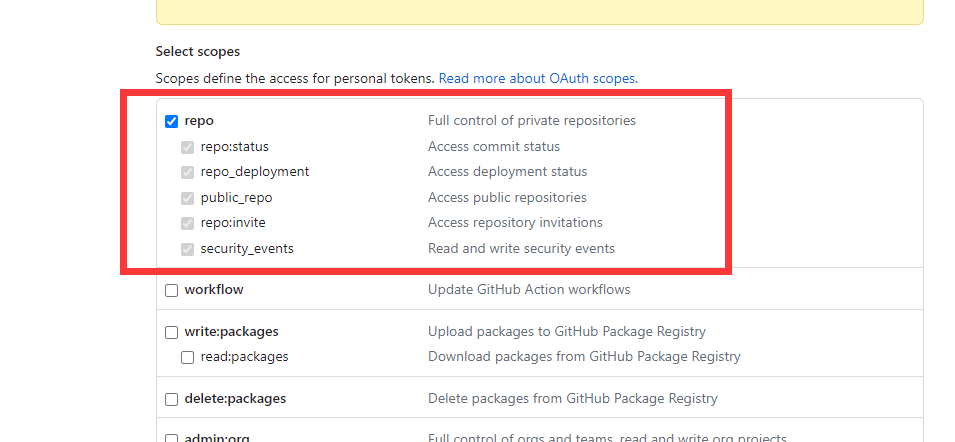 Select scopes
Scopes define the access for personal tokens. Read more about OAuth scopes.
repo Full control of private repositories
repo:status Access commit status
repo_deployment Access deployment status
public_repo Access public repositories
repo:invite Access repository invitations
security_events Read and write security events
workflow Update GitHub Action workflows
write:packages Upload packages to GitHub Package Registry
read:packages Download packages from GitHub Package Registry
delete:packages Delete packages from GitHub Package Registry
admin:org Full control of orgs and teams, read and write org projects